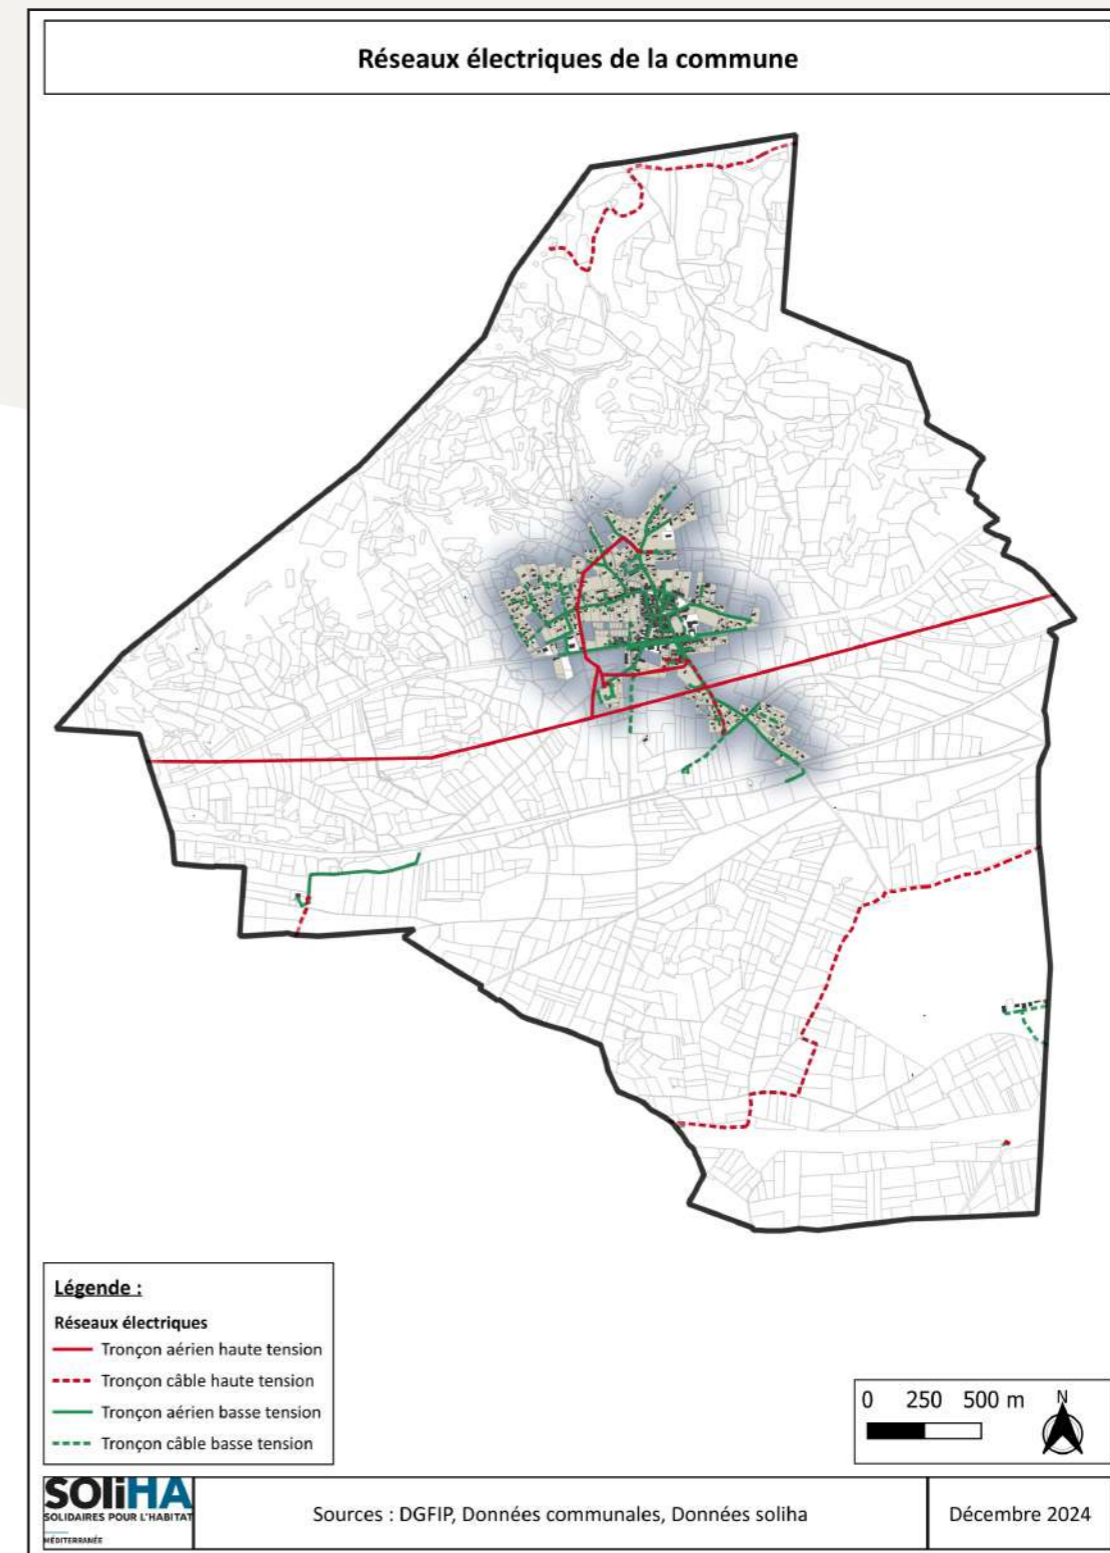 Réseaux électriques de la commune
Légende :
Réseaux électriques
Tronçon aérien haute tension
Tronçon câble haute tension
Tronçon aérien basse tension
Tronçon câble basse tension
0 250 500 m
N
SOliHA
SOLIDAIRES POUR L'HABITAT
MÉDITERRANÉE
Sources : DGFIP, Données communales, Données soliha
Décembre 2024